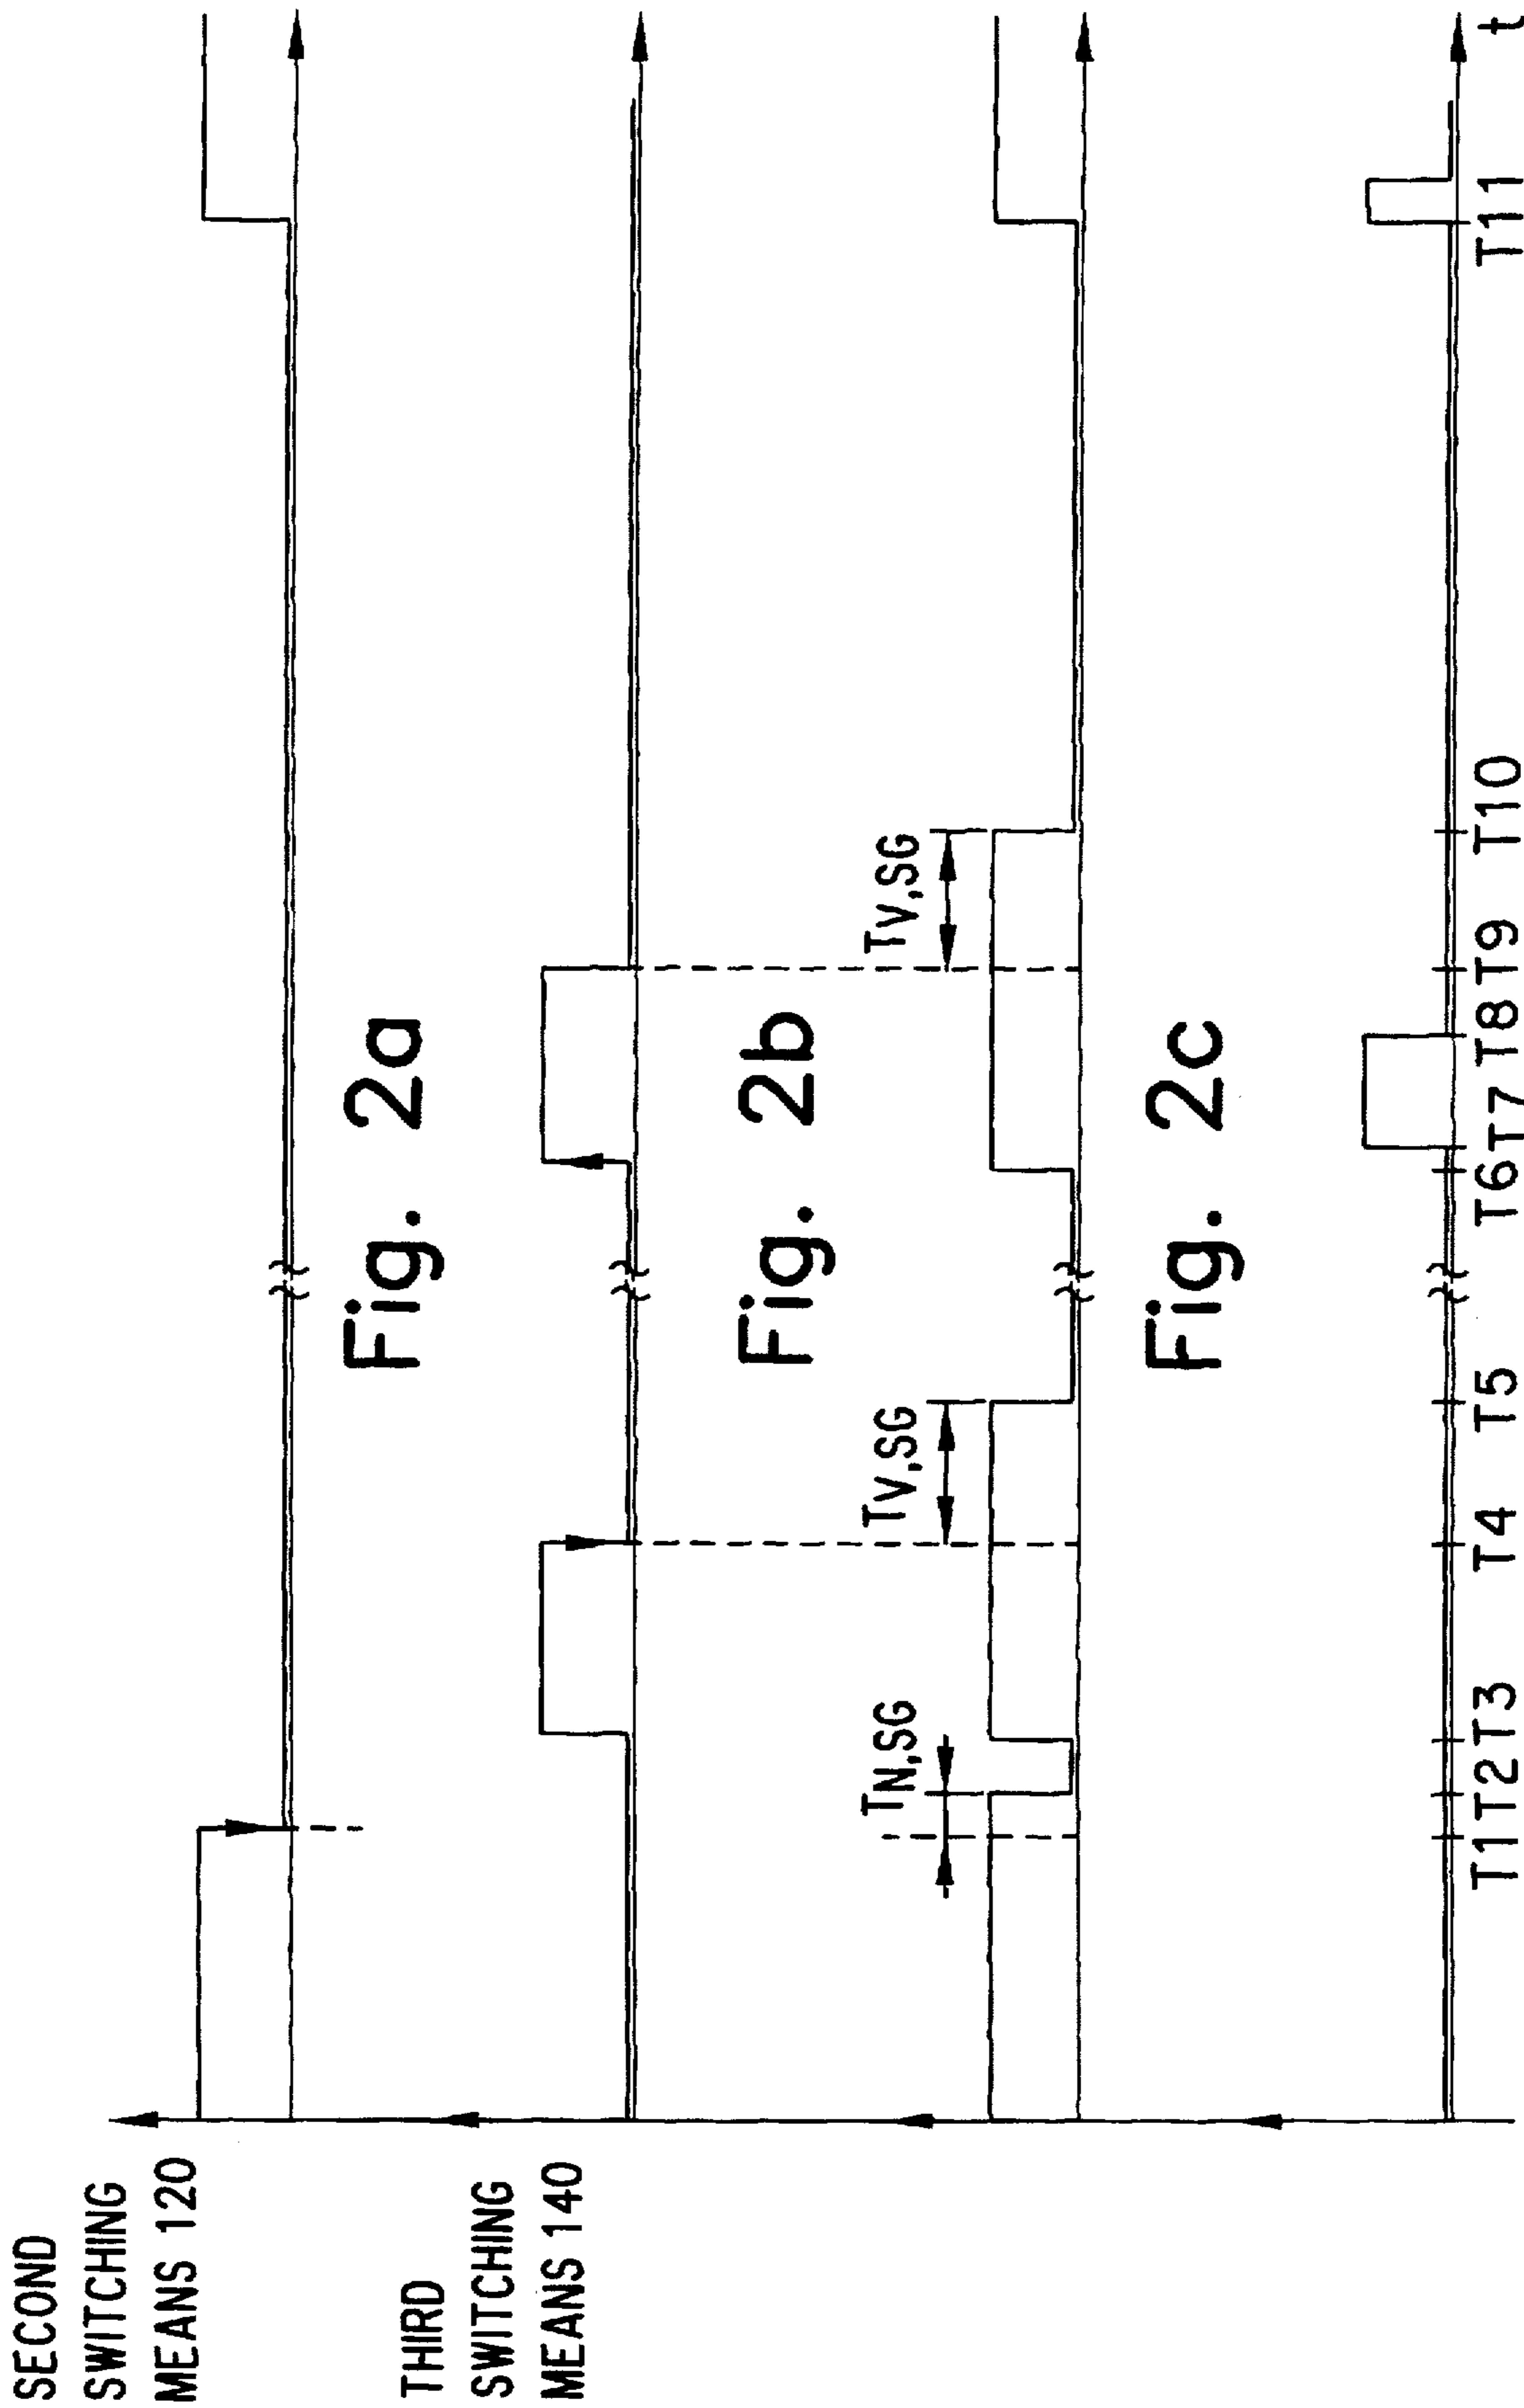 SECOND
SWITCHING
MEANS 120
Fig. 2a
THIRD
SWITCHING
MEANS 140
Fig. 2b
TN,SG
TV,SG
TV,SG
Fig. 2c
T1 T2 T3 T4 T5 T6 T7 T8 T9 T10 T11 t